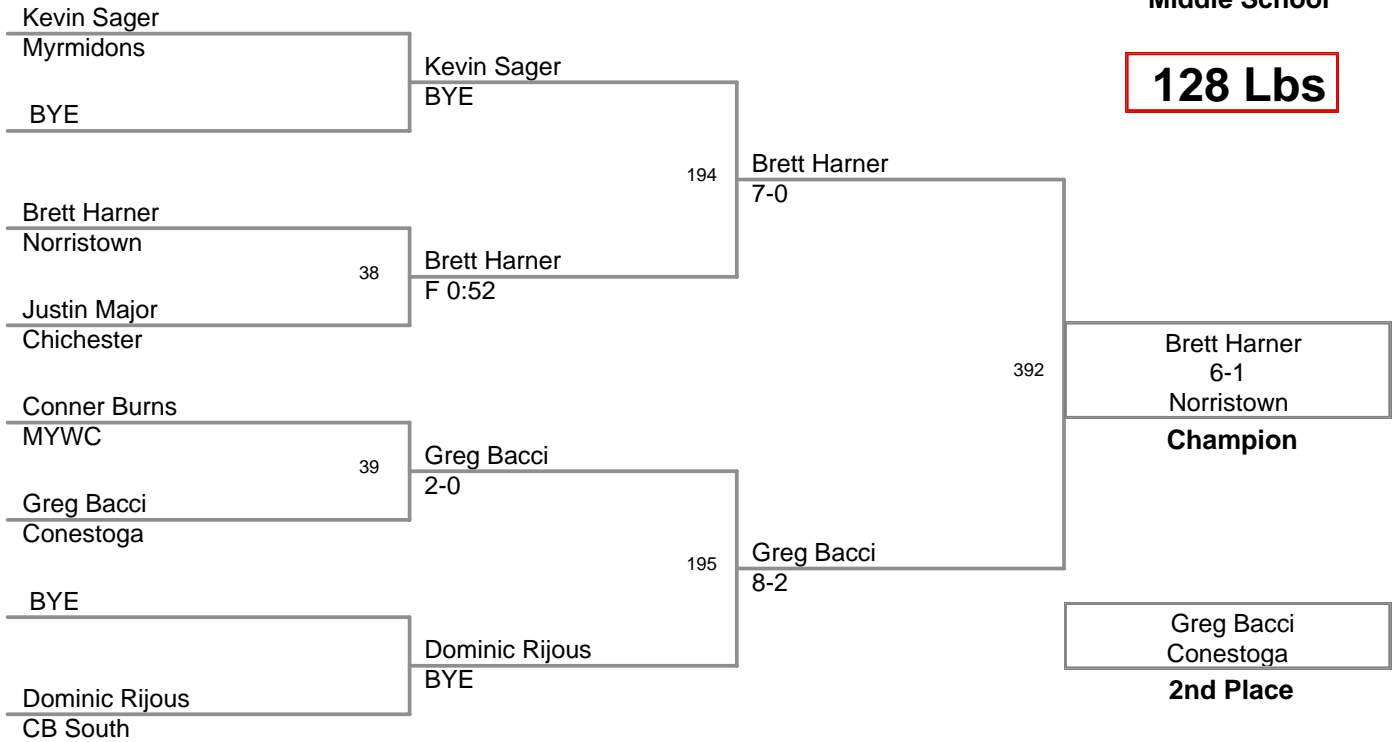 Middle School
128 Lbs
Kevin Sager
Myrmidons
BYE
Brett Harner
Norristown
38
Justin Major
Chichester
Conner Burns
MYWC
39
Greg Bacci
Conestoga
BYE
Dominic Rijous
CB South
Kevin Sager
BYE
194
Brett Harner
F 0:52
Greg Bacci
2-0
195
Dominic Rijous
BYE
Brett Harner
7-0
392
Greg Bacci
8-2
Brett Harner
6-1
Norristown
Champion
Greg Bacci
Conestoga
2nd Place